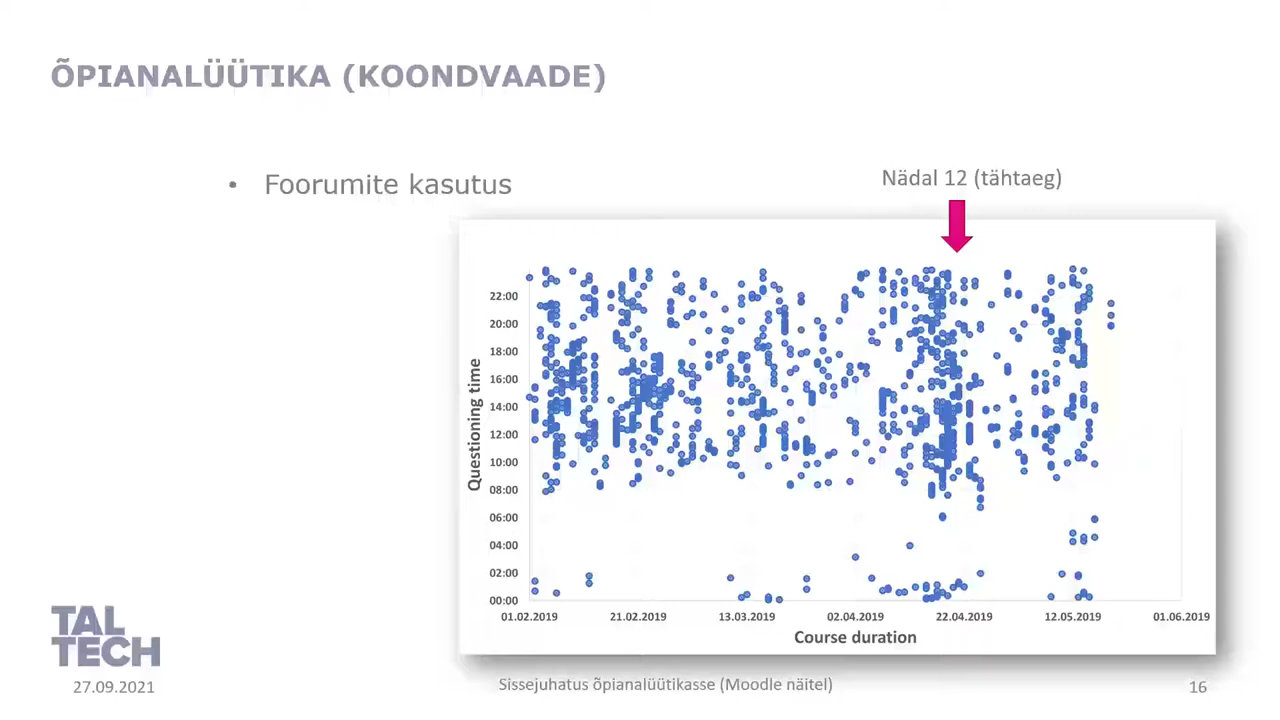 ÕPIANALÜÜTIKA (KOONDVAADE)
• Foorumite kasutus
Nädal 12 (tähtaeg)
Questioning time
22:00
20:00
18:00
16:00
14:00
12:00
10:00
08:00
06:00
04:00
02:00
00:00
01.02.2019 21.02.2019 13.03.2019 02.04.2019 22.04.2019 12.05.2019 01.06.2019
Course duration
TAL
TECH
27.09.2021
Sissejuhatus õpianalüütikasse (Moodle näitel)
16